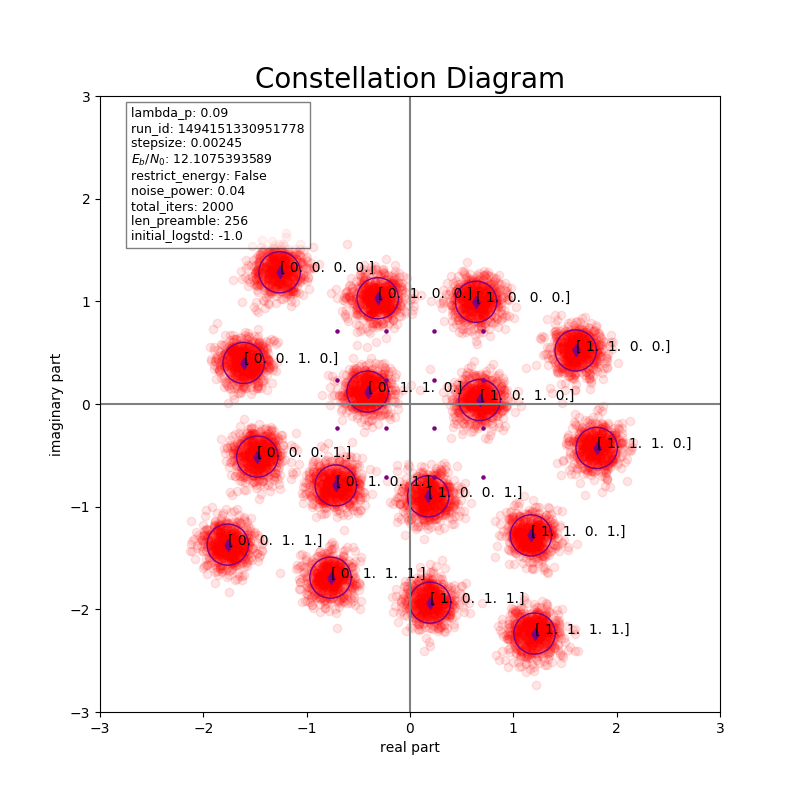 Constellation Diagram
3
lambda_p: 0.09
run_id: 1494151330951778
stepsize: 0.00245
E_b/N_0: 12.1075393589
restrict_energy: False
noise_power: 0.04
total_iters: 2000
len_preamble: 256
initial_logstd: -1.0
2
[ 0. 0. 0. 0.]
[ 0. 1. 0. 0.]
[ 1. 0. 0. 0.]
1
[ 1. 1. 0. 0.]
[ 0. 0. 1. 0.]
[ 0. 1. 1. 0.]
[ 1. 0. 1. 0.]
0
imaginary part
[ 1. 1. 1. 0.]
[ 0. 0. 0. 1.]
[ 0. 1. 0. 1.]
[ 1. 0. 0. 1.]
−1
[ 1. 1. 0. 1.]
[ 0. 0. 1. 1.]
[ 0. 1. 1. 1.]
[ 1. 0. 1. 1.]
−2
[ 1. 1. 1. 1.]
−3
−3 −2 −1 0 1 2 3
real part